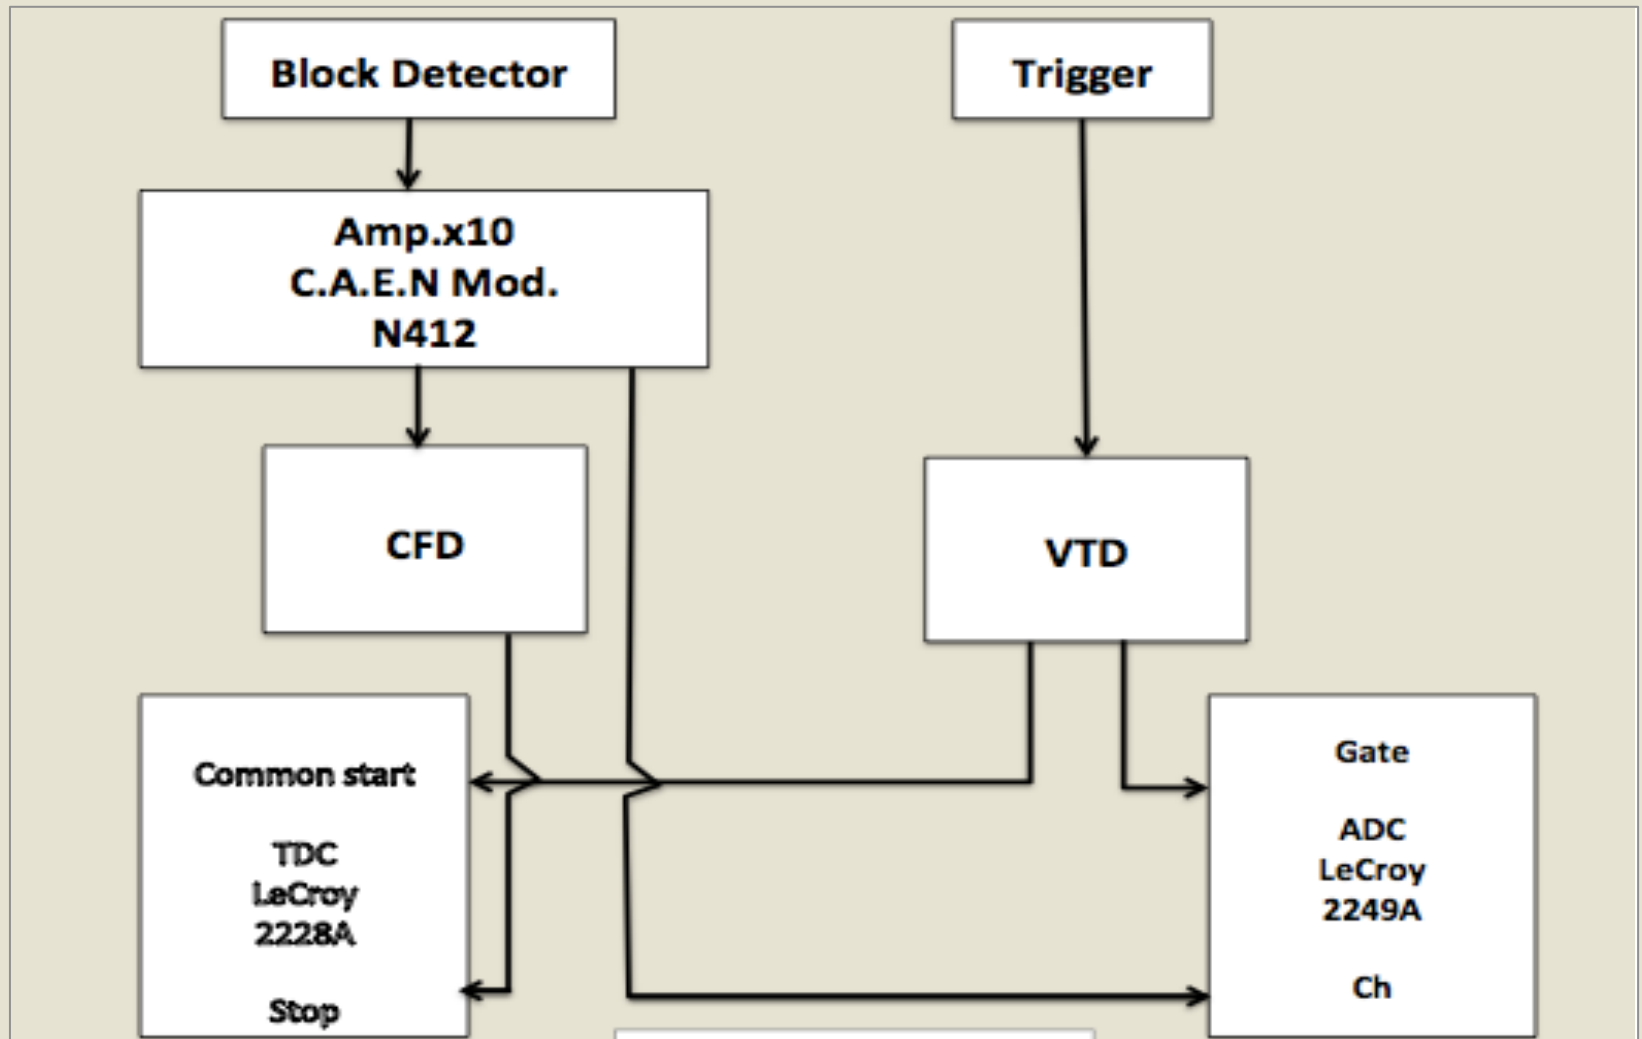 Block Detector
Trigger
Amp.x10
C.A.E.N Mod.
N412
CFD
VTD
Common start
TDC
LeCroy
2228A
Stop
Gate
ADC
LeCroy
2249A
Ch